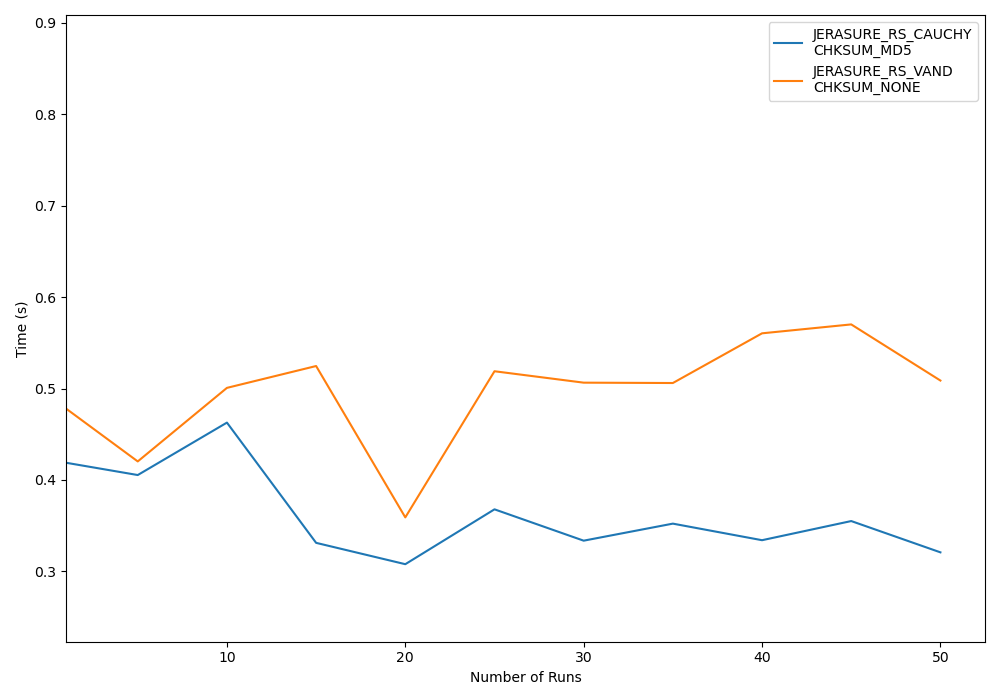 0.9
0.8
0.7
0.6
0.5
0.4
0.3
Time (s)
10
20
30
40
50
Number of Runs
JERASURE_RS_CAUCHY
CHKSUM_MD5
JERASURE_RS_VAND
CHKSUM_NONE